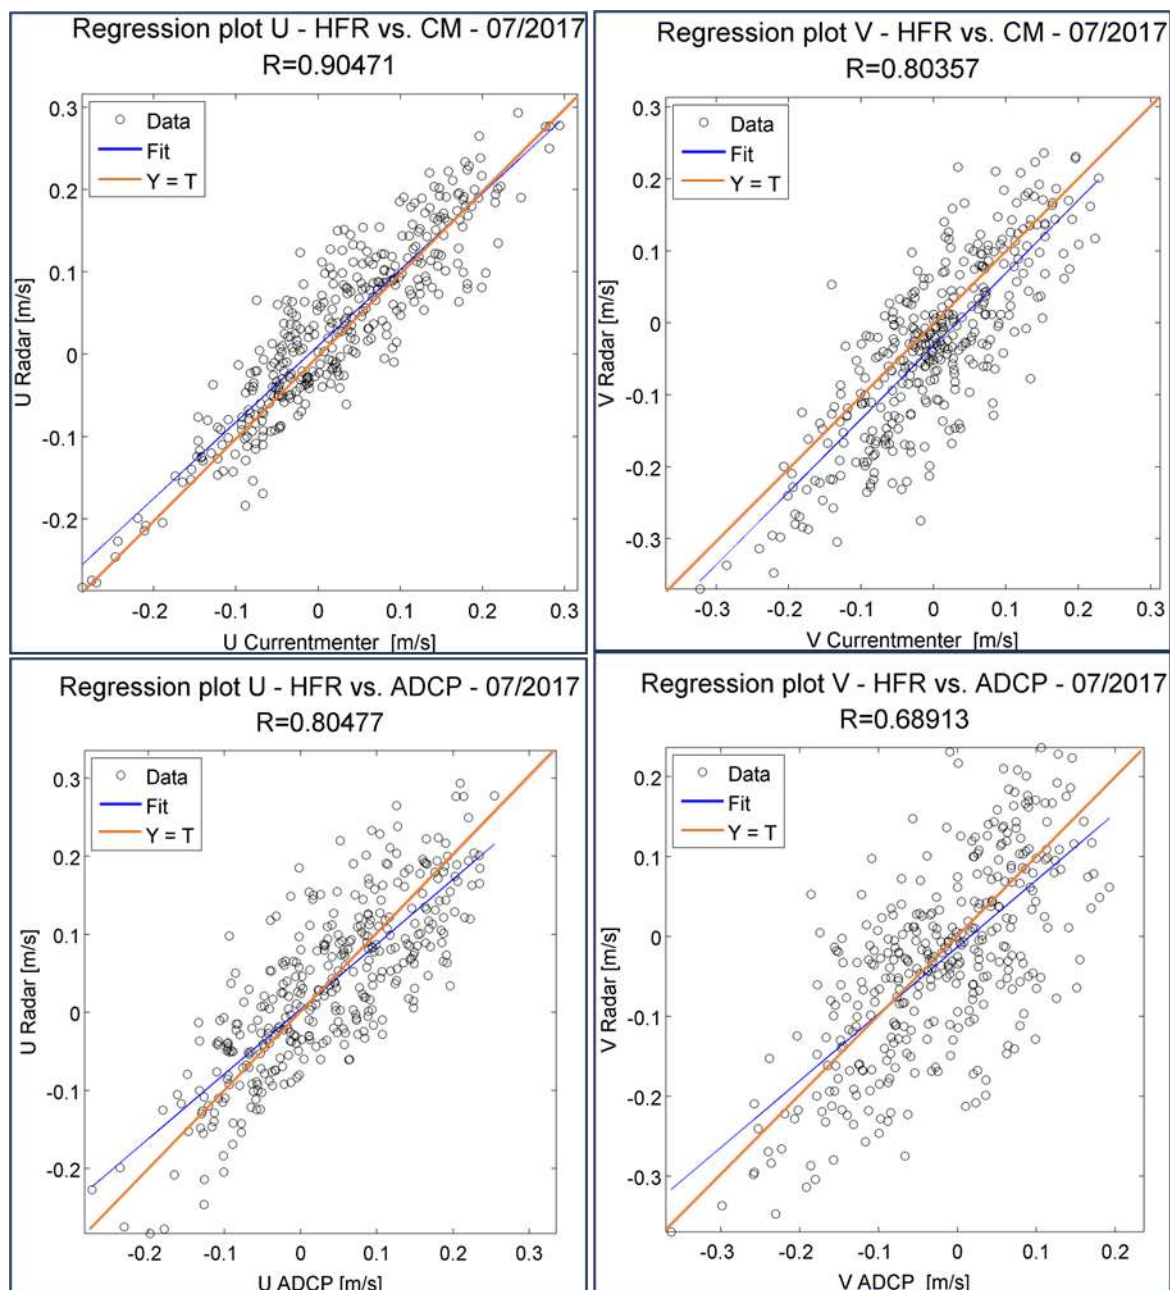 Regression plot U - HFR vs. CM - 07/2017
R=0.90471
Data
Fit
Y = T
0.3
0.2
0.1
0
-0.1
-0.2
U Radar [m/s]
-0.2 -0.1 0 0.1 0.2 0.3
U Currentmenter [m/s]
Regression plot V - HFR vs. CM - 07/2017
R=0.80357
Data
Fit
Y = T
0.3
0.2
0.1
0
-0.1
-0.2
-0.3
V Radar [m/s]
-0.3 -0.2 -0.1 0 0.1 0.2 0.3
V Currentmenter [m/s]
Regression plot U - HFR vs. ADCP - 07/2017
R=0.80477
Data
Fit
Y = T
0.3
0.2
0.1
0
-0.1
-0.2
U Radar [m/s]
-0.2 -0.1 0 0.1 0.2 0.3
U ADCP [m/s]
Regression plot V - HFR vs. ADCP - 07/2017
R=0.68913
Data
Fit
Y = T
0.2
0.1
0
-0.1
-0.2
-0.3
V Radar [m/s]
-0.3 -0.2 -0.1 0 0.1 0.2
V ADCP [m/s]